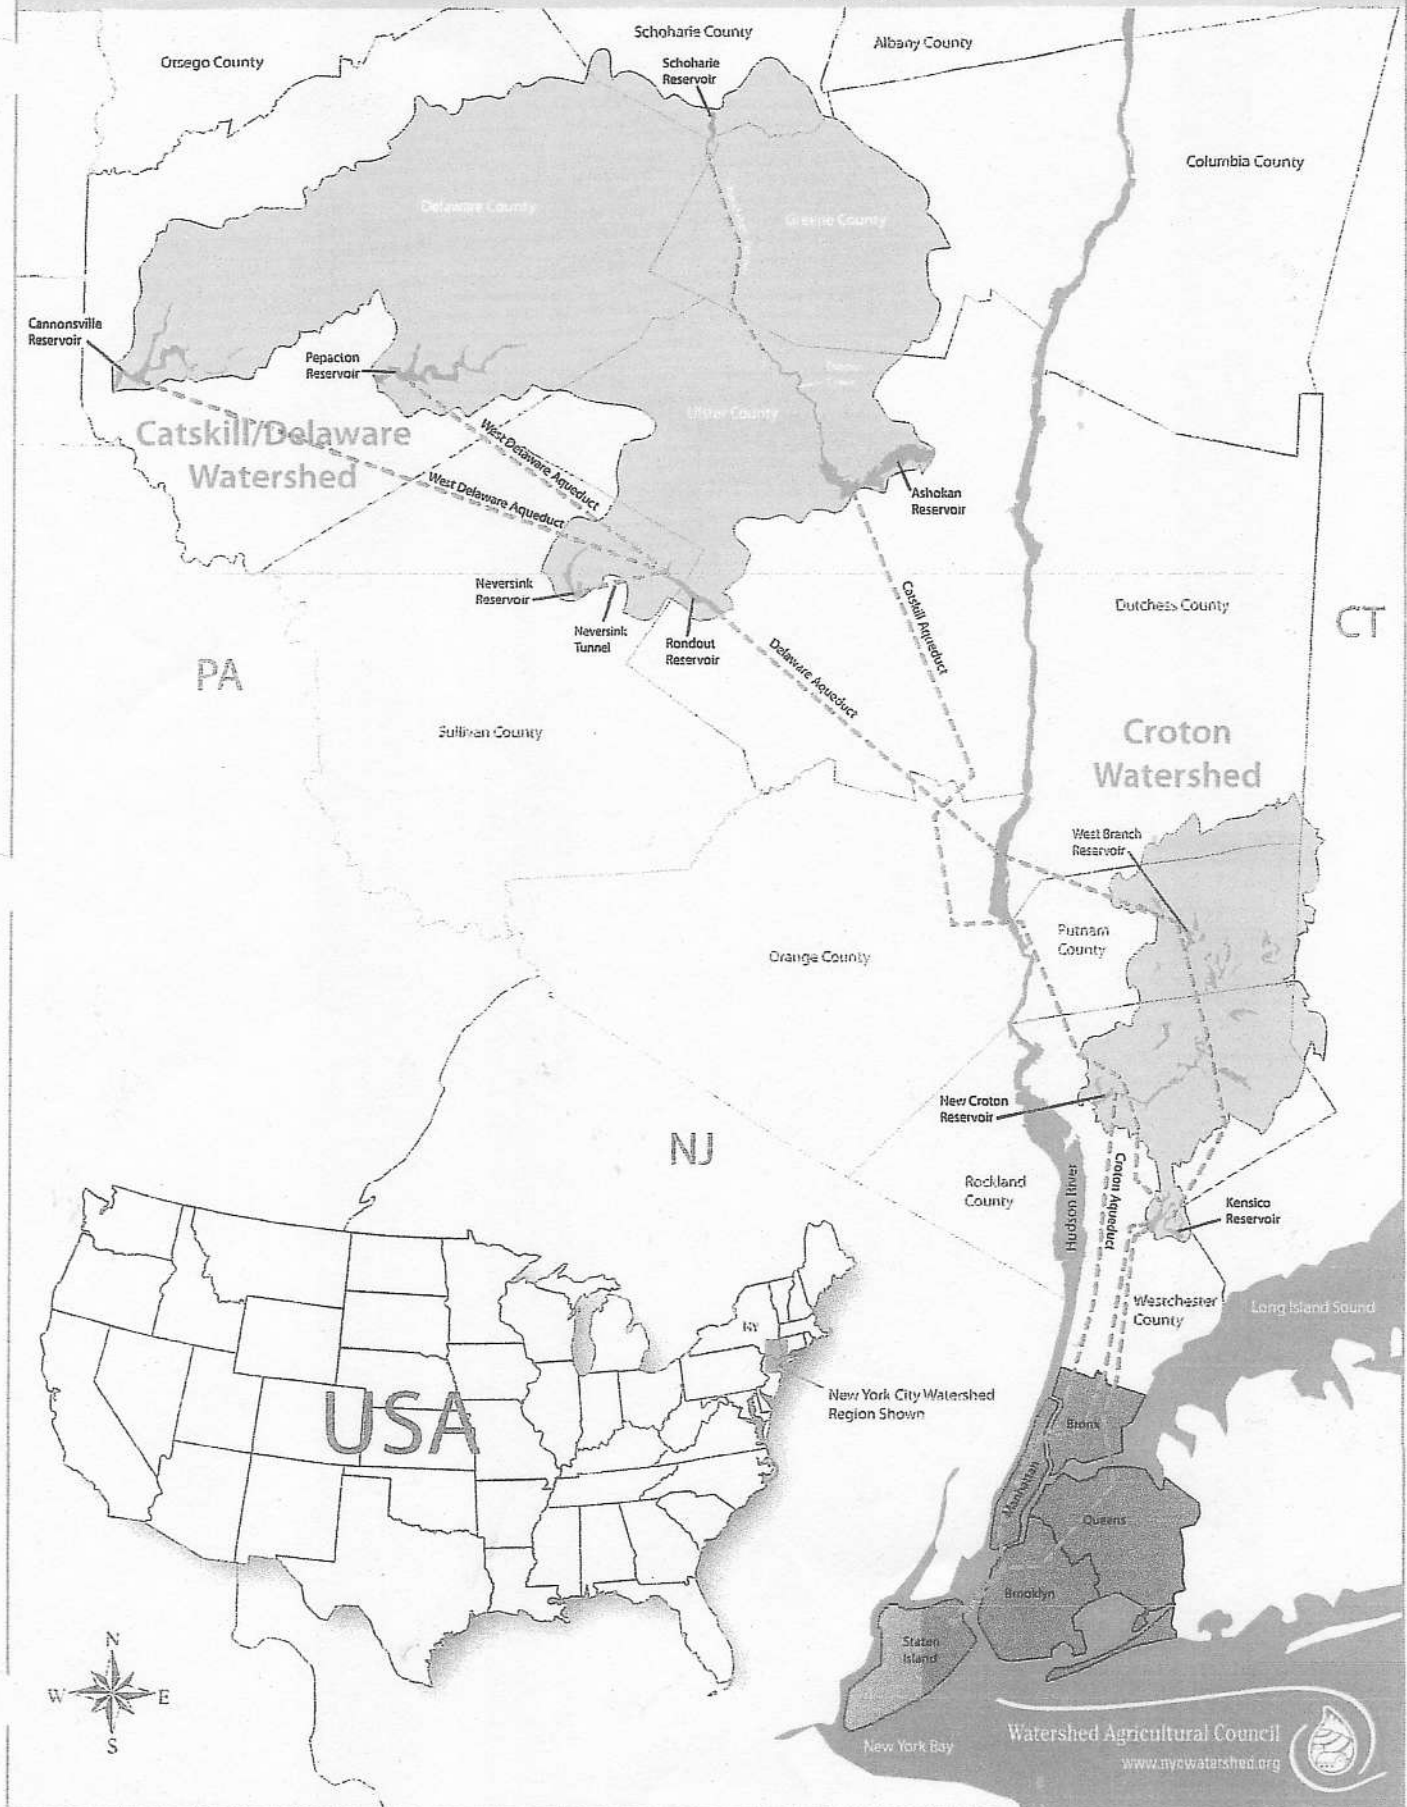 Otsego County
Schoharie County
Albany County
Schoharie
Reservoir
Columbia County
Delaware County
Greene County
Cannonsville
Reservoir
Pepacton
Reservoir
Ulster County
Catskill/Delaware
Watershed
West Delaware Aqueduct
West Delaware Aqueduct
Ashokan
Reservoir
Neversink
Reservoir
Neversink
Tunnel
Rondout
Reservoir
Catskill Aqueduct
Delaware Aqueduct
Dutchess County
CT
PA
Sullivan County
Croton
Watershed
West Branch
Reservoir
Putnam
County
Orange County
New Croton
Reservoir
NJ
Rockland
County
Hudson River
Croton Aqueduct
Kensico
Reservoir
Westchester
County
Long Island Sound
NY
New York City Watershed
Region Shown
USA
Bronx
Manhattan
Queens
Brooklyn
Staten
Island
N
W
E
S
New York Bay
Watershed Agricultural Council
www.nycwatershed.org